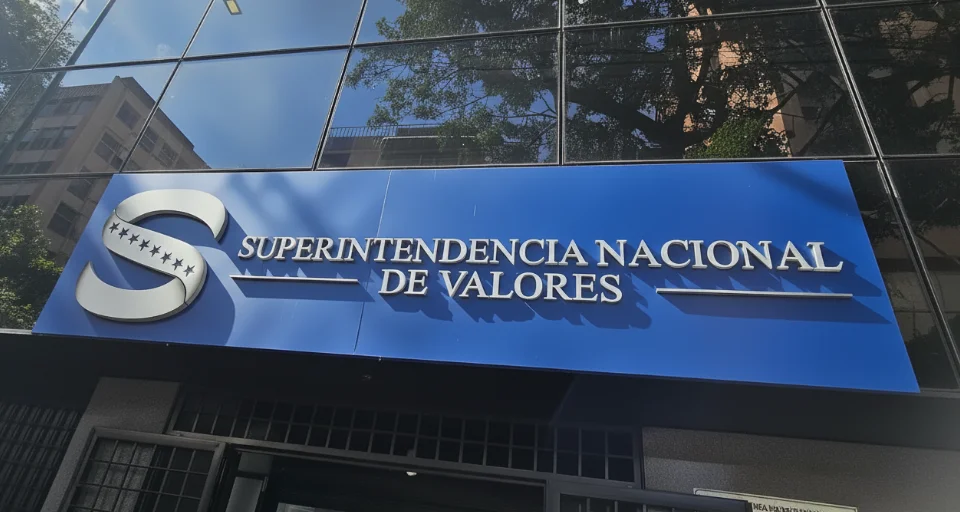 SUPERINTENDENCIA NACIONAL
DE VALORES